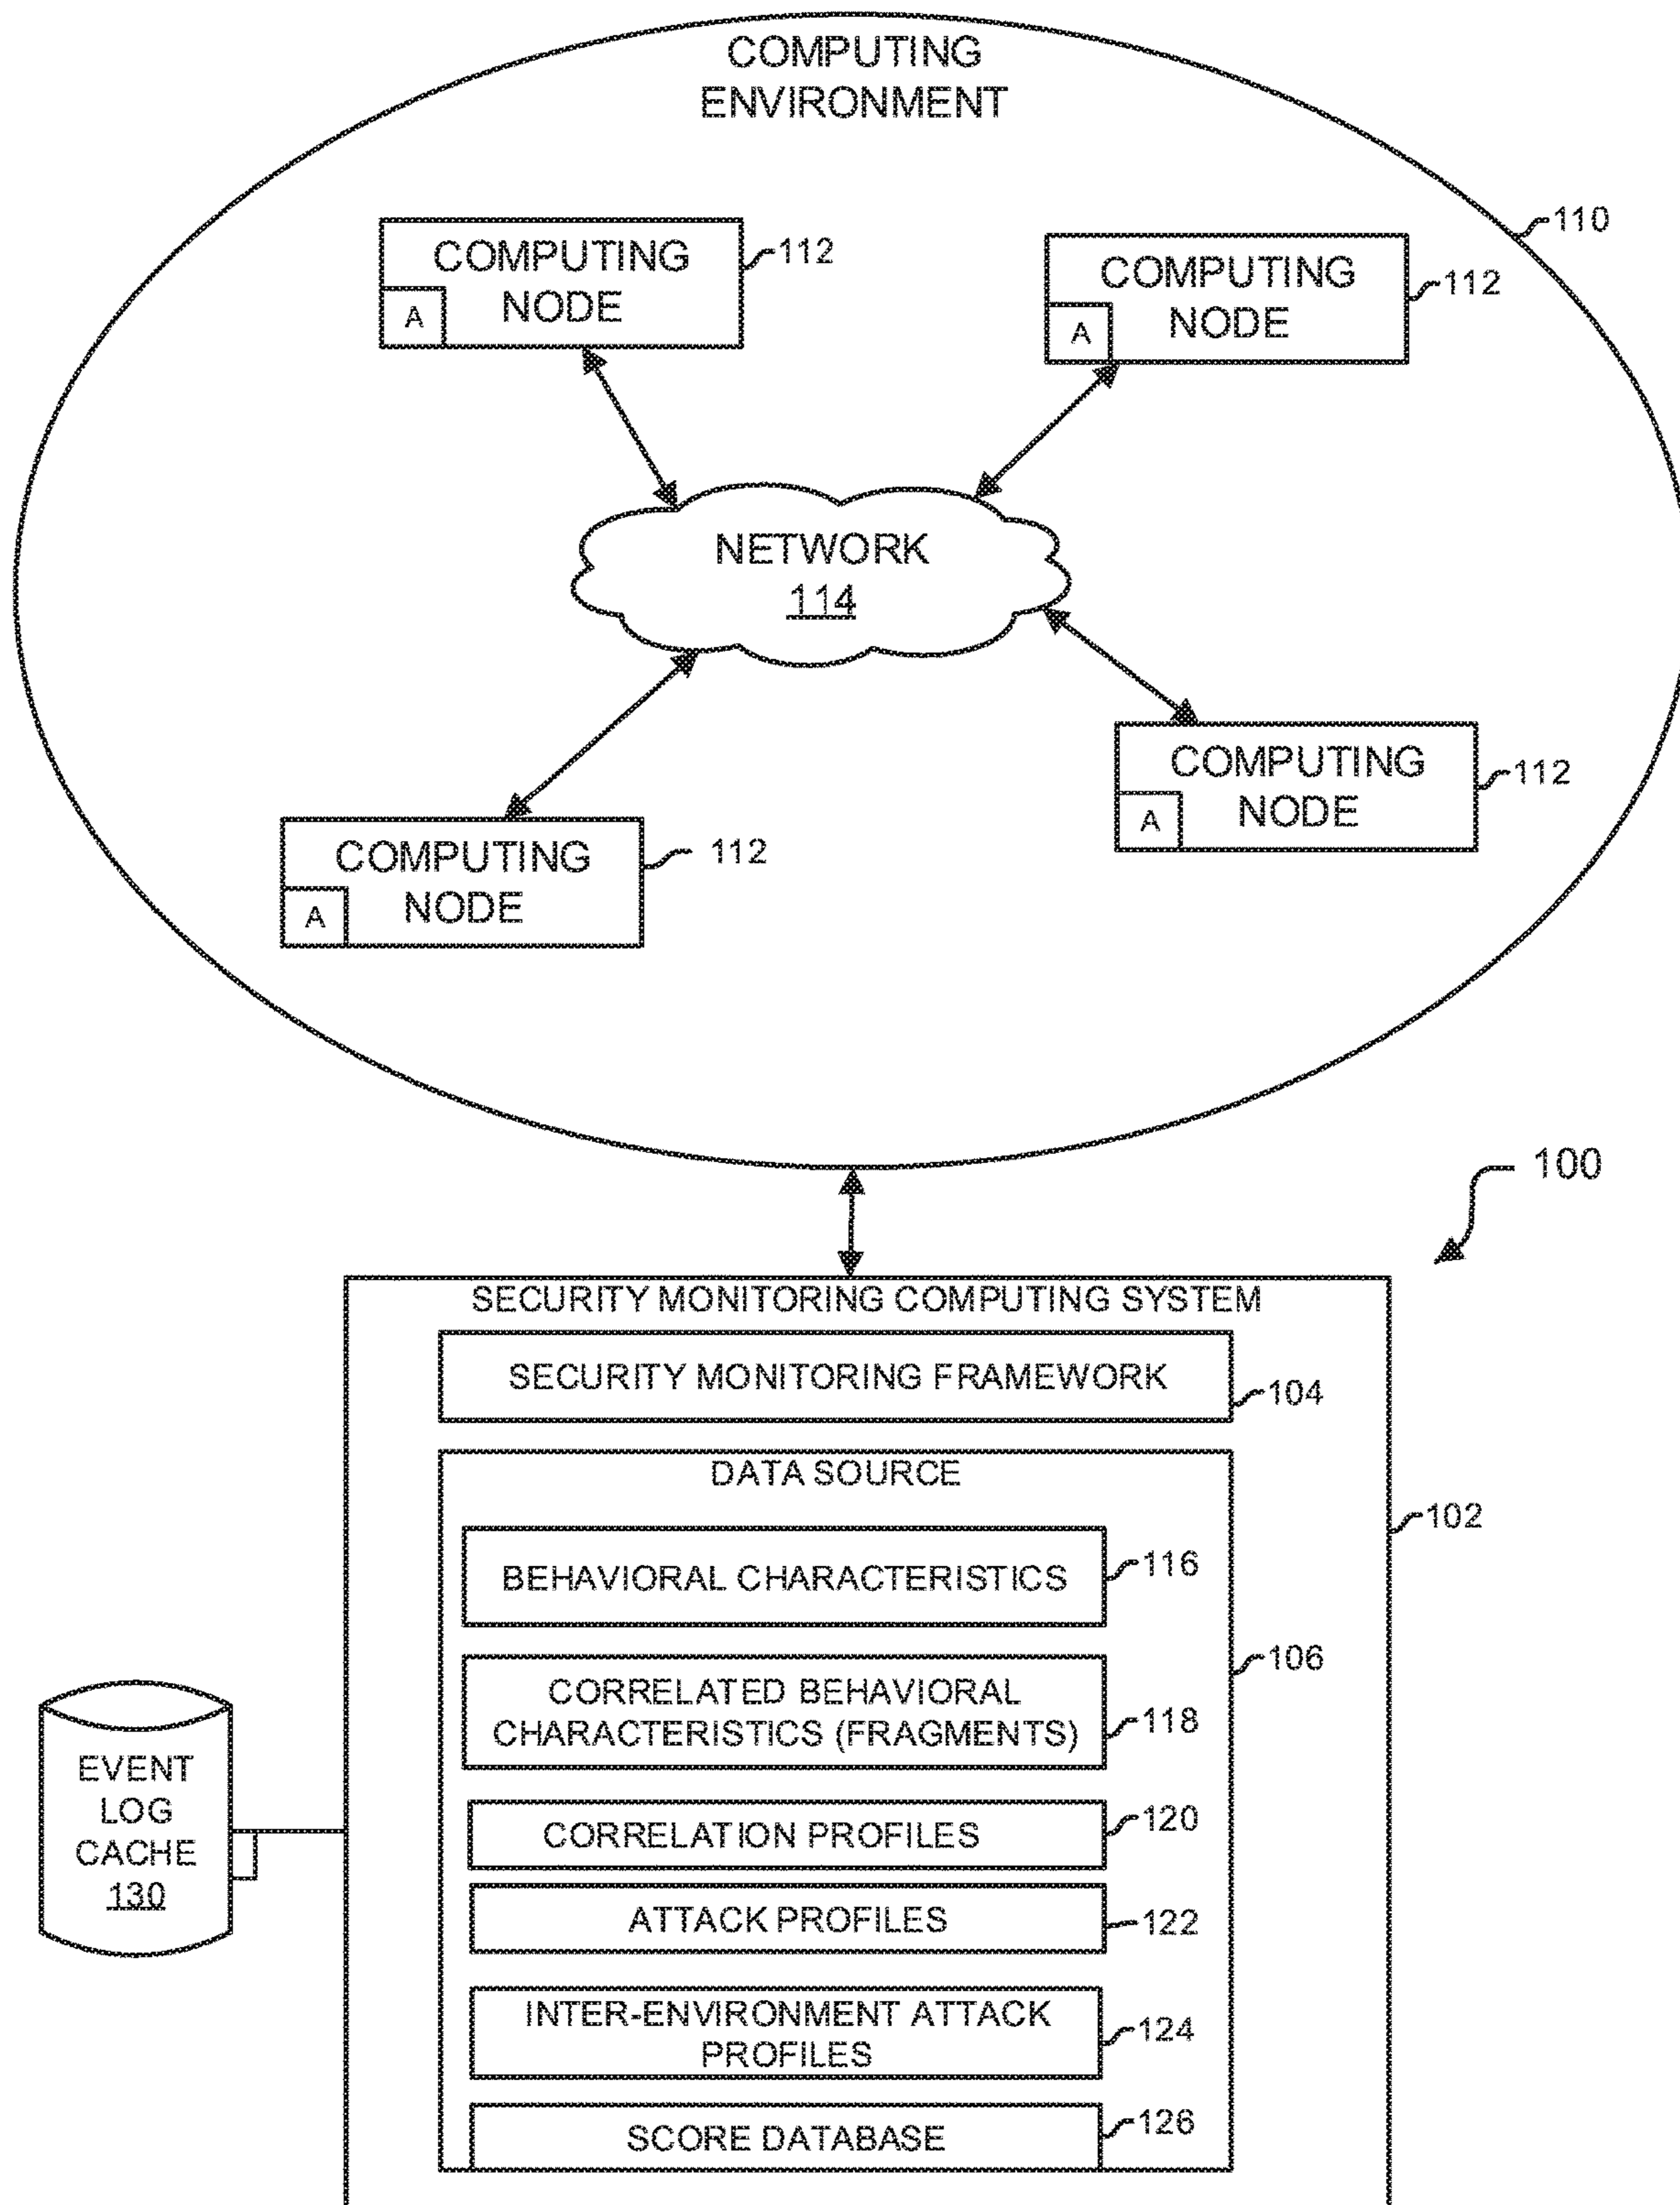 COMPUTING
ENVIRONMENT
110
COMPUTING
NODE
A
112
COMPUTING
NODE
A
112
NETWORK
114
COMPUTING
NODE
A
112
COMPUTING
NODE
A
112
100
SECURITY MONITORING COMPUTING SYSTEM
SECURITY MONITORING FRAMEWORK
104
DATA SOURCE
102
BEHAVIORAL CHARACTERISTICS
116
106
CORRELATED BEHAVIORAL
CHARACTERISTICS (FRAGMENTS)
118
EVENT
LOG
CACHE
130
CORRELATION PROFILES
120
ATTACK PROFILES
122
INTER-ENVIRONMENT ATTACK
PROFILES
124
SCORE DATABASE
126